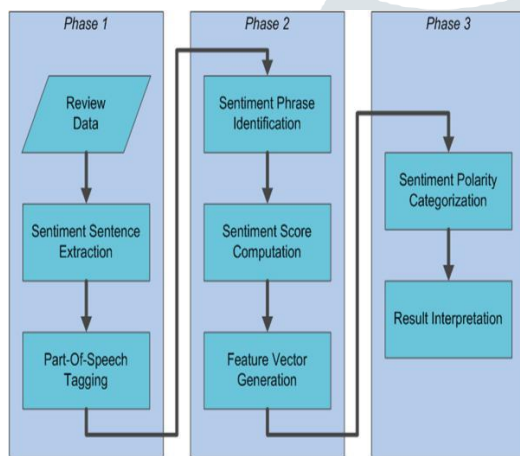 Phase 1
Review
Data
Sentiment Sentence
Extraction
Part-Of-Speech
Tagging
Phase 2
Sentiment Phrase
Identification
Sentiment Score
Computation
Feature Vector
Generation
Phase 3
Sentiment Polarity
Categorization
Result Interpretation